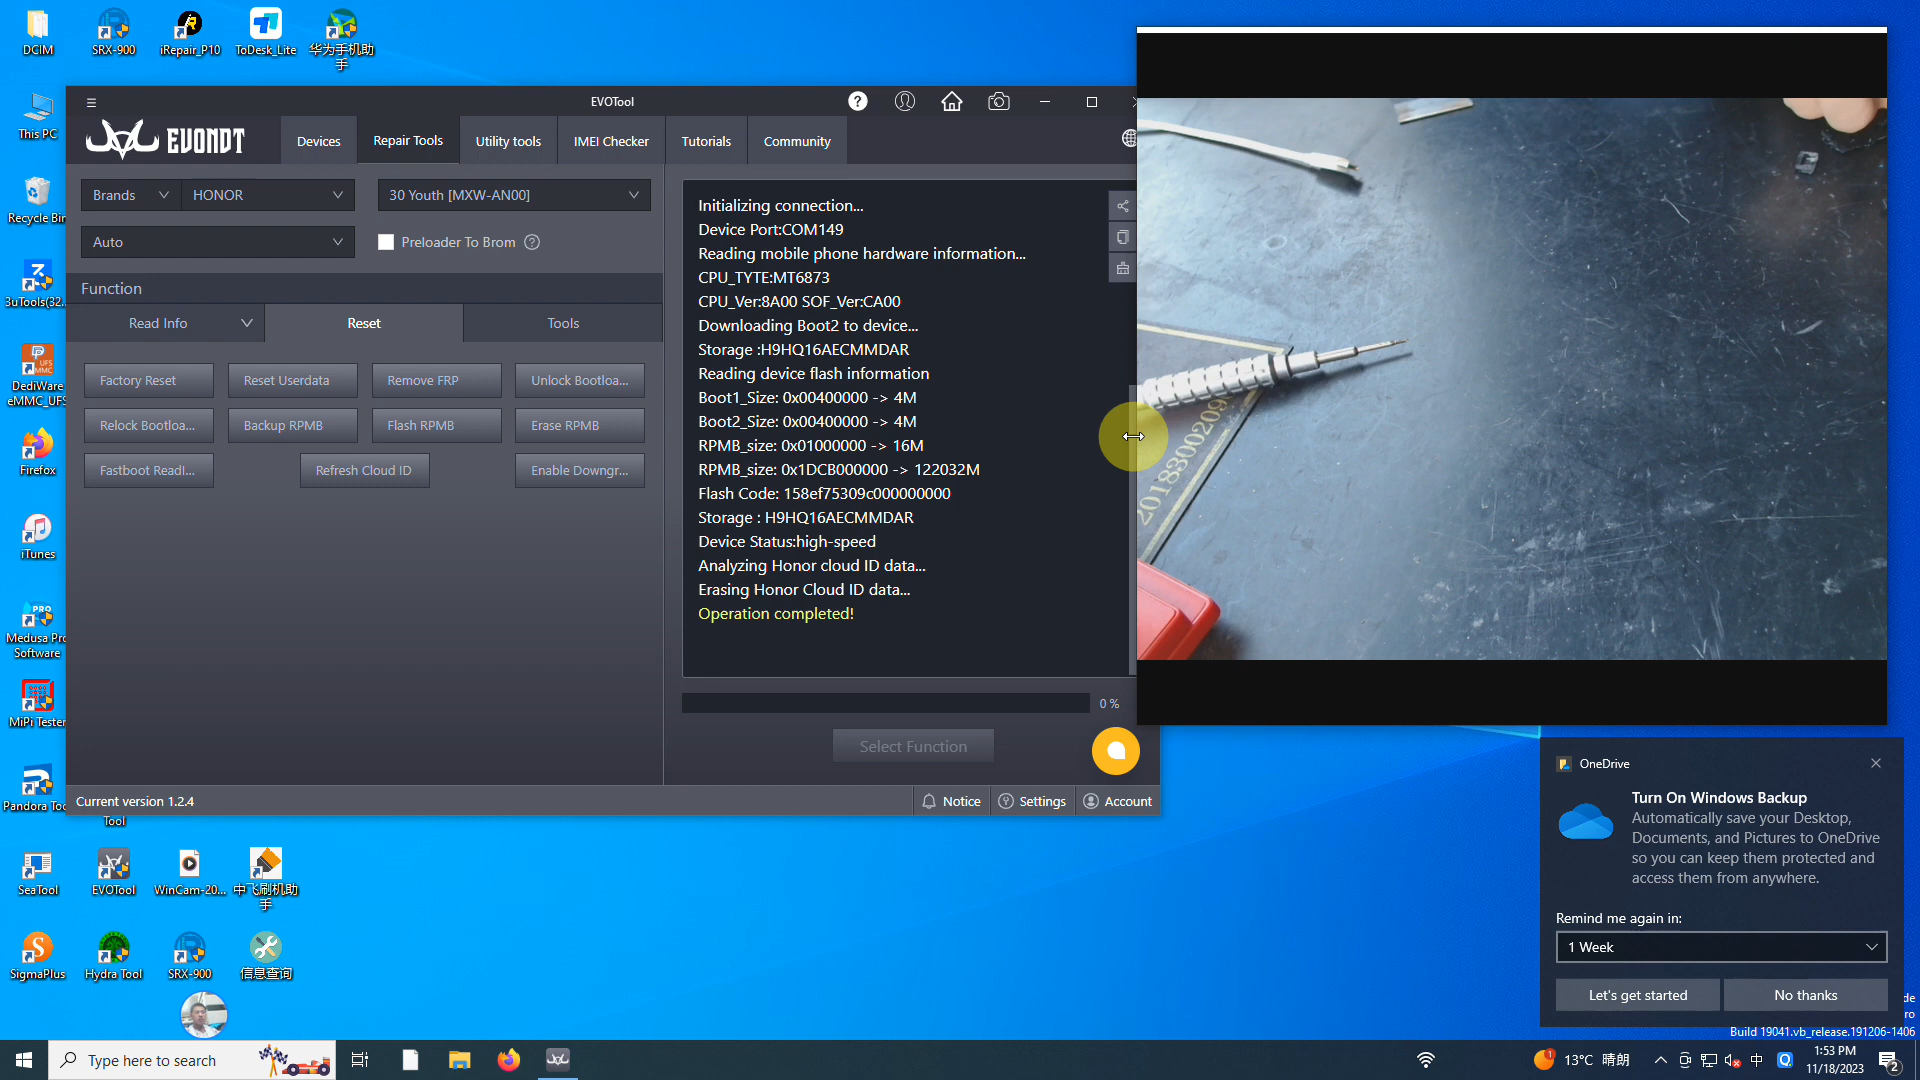 DCIM
SRX-900
iRepair_P10
ToDesk_Lite
华为手机助
手
This PC
Recycle Bin
3uTools(32...
DediWare
eMMC_UFS
Firefox
iTunes
Medusa Pro
Software
MiPi Tester
Pandora Too
Tool
SeaTool
EVOTool
WinCam-20...
中飞刷机助
手
SigmaPlus
Hydra Tool
SRX-900
信息查询
EVOTool
EVONDT
Devices
Repair Tools
Utility tools
IMEI Checker
Tutorials
Community
Brands
HONOR
30 Youth [MXW-AN00]
Auto
Preloader To Brom
Function
Read Info
Reset
Tools
Factory Reset
Reset Userdata
Remove FRP
Unlock Bootloa...
Relock Bootloa...
Backup RPMB
Flash RPMB
Erase RPMB
Fastboot ReadI...
Refresh Cloud ID
Enable Downgr...
Initializing connection...
Device Port:COM149
Reading mobile phone hardware information...
CPU_TYTE:MT6873
CPU_Ver:8A00 SOF_Ver:CA00
Downloading Boot2 to device...
Storage :H9HQ16AECMMDAR
Reading device flash information
Boot1_Size: 0x00400000 -> 4M
Boot2_Size: 0x00400000 -> 4M
RPMB_size: 0x01000000 -> 16M
RPMB_size: 0x1DCB000000 -> 122032M
Flash Code: 158ef75309c000000000
Storage : H9HQ16AECMMDAR
Device Status:high-speed
Analyzing Honor cloud ID data...
Erasing Honor Cloud ID data...
Operation completed!
0 %
Select Function
Current version 1.2.4
Notice
Settings
Account
OneDrive
Turn On Windows Backup
Automatically save your Desktop,
Documents, and Pictures to OneDrive
so you can keep them protected and
access them from anywhere.
Remind me again in:
1 Week
Let's get started
No thanks
Build 19041.vb_release.191206-1406
Type here to search
13°C 晴朗
中
1:53 PM
11/18/2023
2